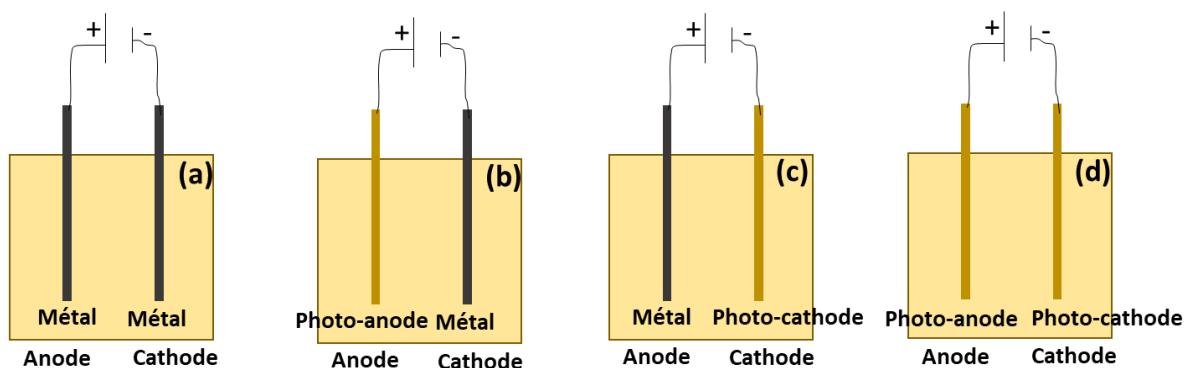 + -
(a)
Métal Métal
Anode Cathode
+ -
(b)
Photo-anode Métal
Anode Cathode
+ -
(c)
Métal Photo-cathode
Anode Cathode
+ -
(d)
Photo-anode Photo-cathode
Anode Cathode